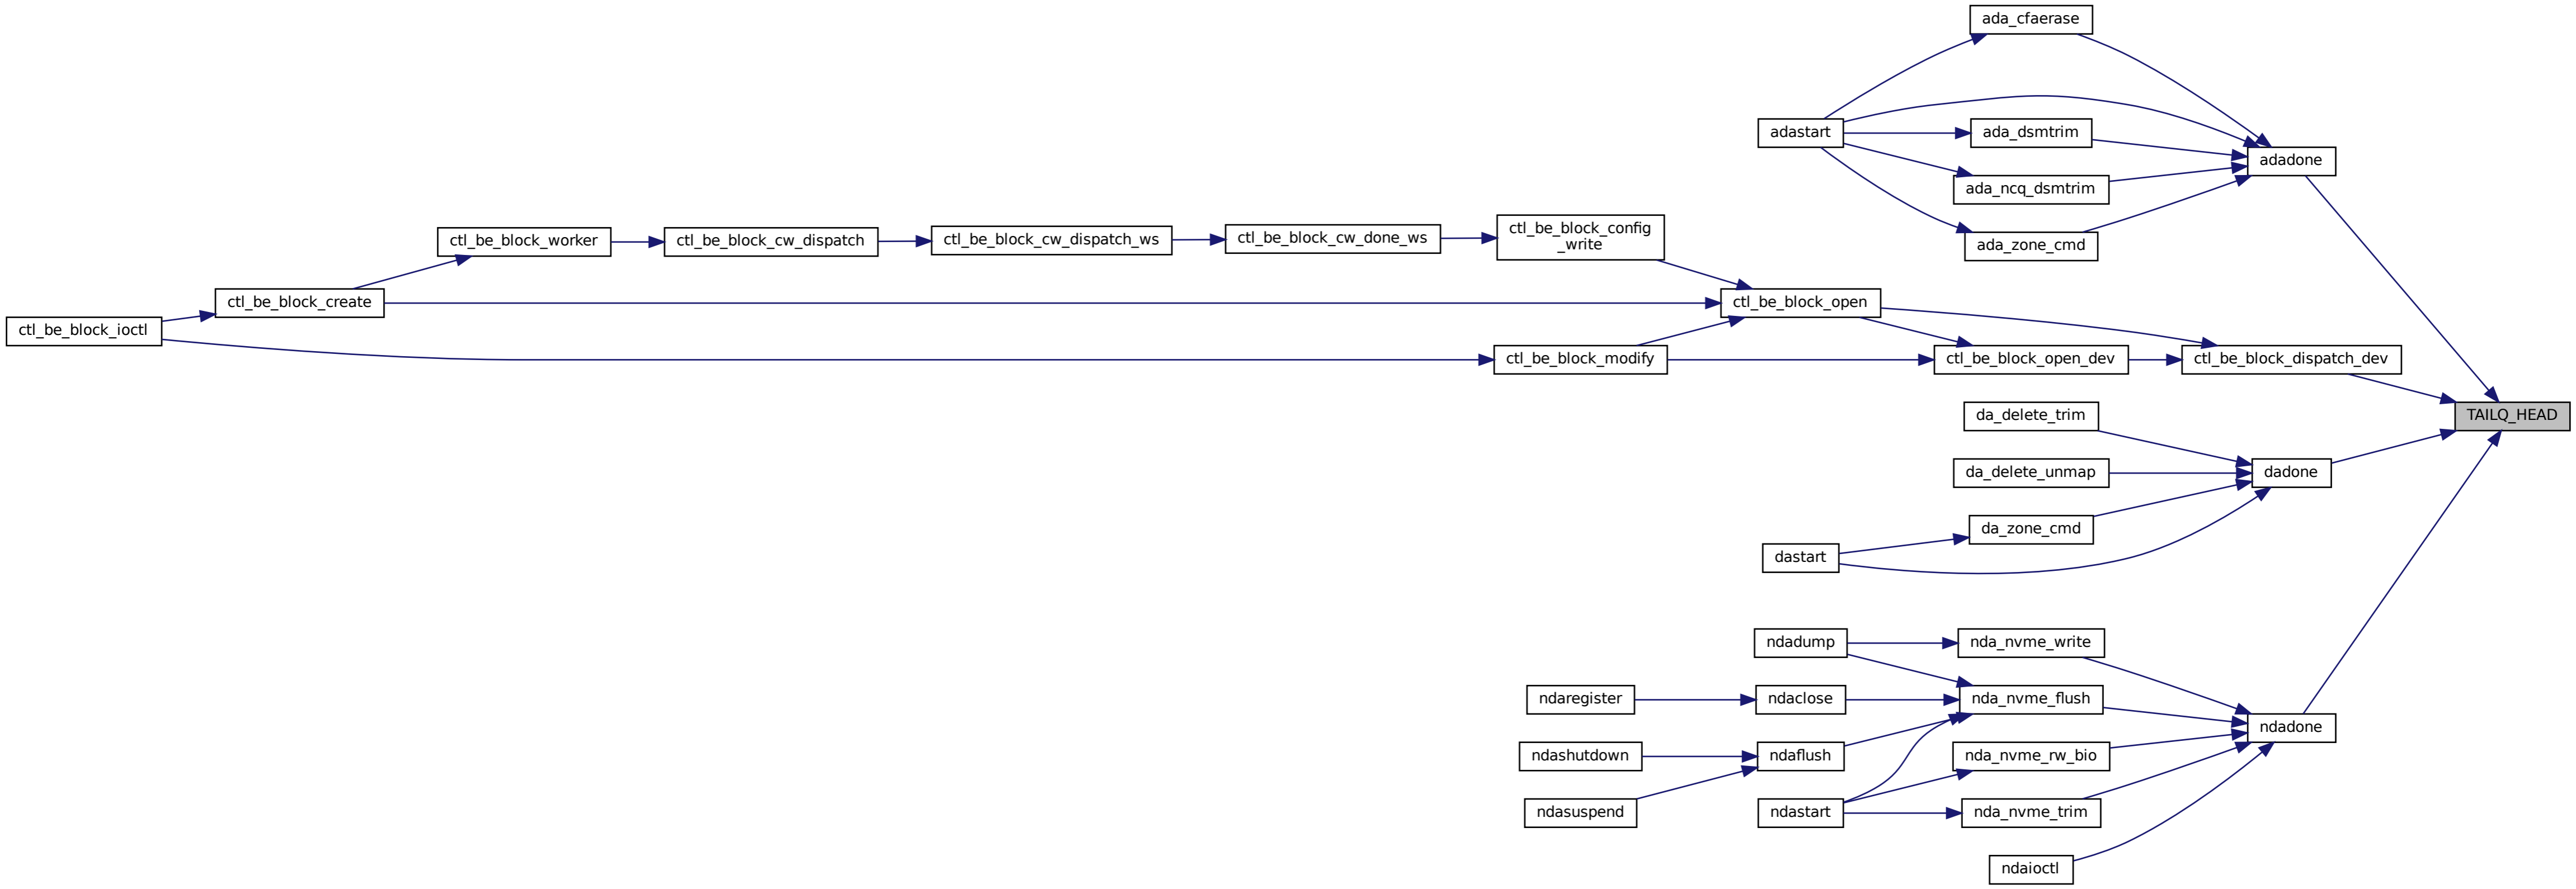 ada_cfaerase
adastart
ada_dsmtrim
adadone
ada_ncq_dsmtrim
ada_zone_cmd
ctl_be_block_worker
ctl_be_block_cw_dispatch
ctl_be_block_cw_dispatch_ws
ctl_be_block_cw_done_ws
ctl_be_block_config
_write
ctl_be_block_create
ctl_be_block_open
ctl_be_block_ioctl
ctl_be_block_modify
ctl_be_block_open_dev
ctl_be_block_dispatch_dev
da_delete_trim
TAILQ_HEAD
da_delete_unmap
dadone
da_zone_cmd
dastart
ndadump
nda_nvme_write
ndaregister
ndaclose
nda_nvme_flush
ndadone
ndashutdown
ndaflush
nda_nvme_rw_bio
ndasuspend
ndastart
nda_nvme_trim
ndaioctl